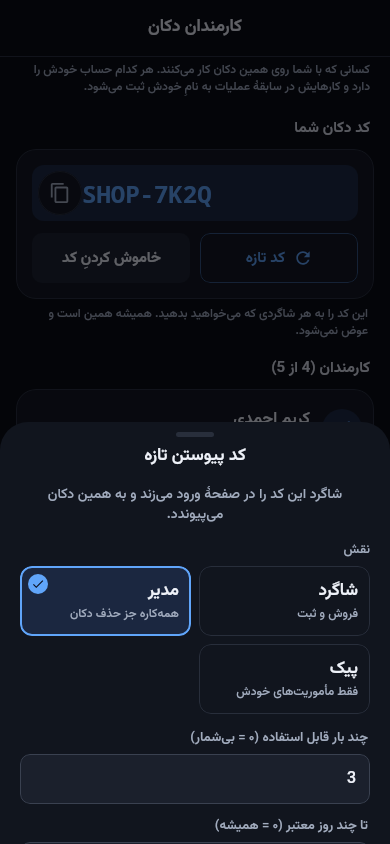 کارمندان دکان
کسانی که با شما روی همین دکان کار می‌کنند. هر کدام حساب خودش را
دارد و کارهایش در سابقهٔ عملیات به نامِ خودش ثبت می‌شود.
کد دکان شما
SHOP-7K2Q
کد تازه
خاموش کردنِ کد
این کد را به هر شاگردی که می‌خواهید بدهید. همیشه همین است و
عوض نمی‌شود.
کارمندان (4 از 5)
کریم احمدی
کد پیوستن تازه
شاگرد این کد را در صفحهٔ ورود می‌زند و به همین دکان
می‌پیوندد.
نقش
شاگرد
فروش و ثبت
مدیر
همه‌کاره جز حذف دکان
پیک
فقط مأموریت‌های خودش
چند بار قابل استفاده (۰ = بی‌شمار)
3
تا چند روز معتبر (۰ = همیشه)